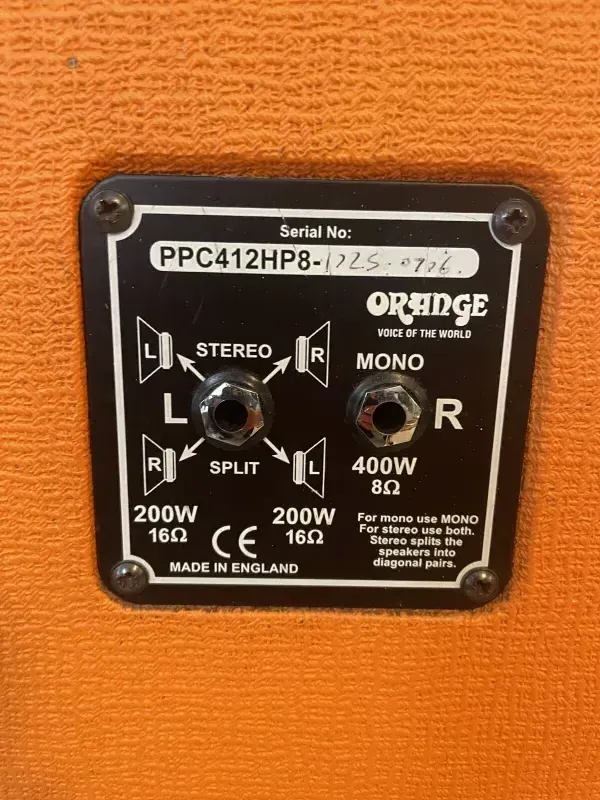 Serial No:
PPC412HP8-
ORANGE
VOICE OF THE WORLD
L STEREO R
MONO
L
R
R SPLIT L
400W
8Ω
200W
16Ω
200W
16Ω
CE
MADE IN ENGLAND
For mono use MONO
For stereo use both.
Stereo splits the
speakers into
diagonal pairs.